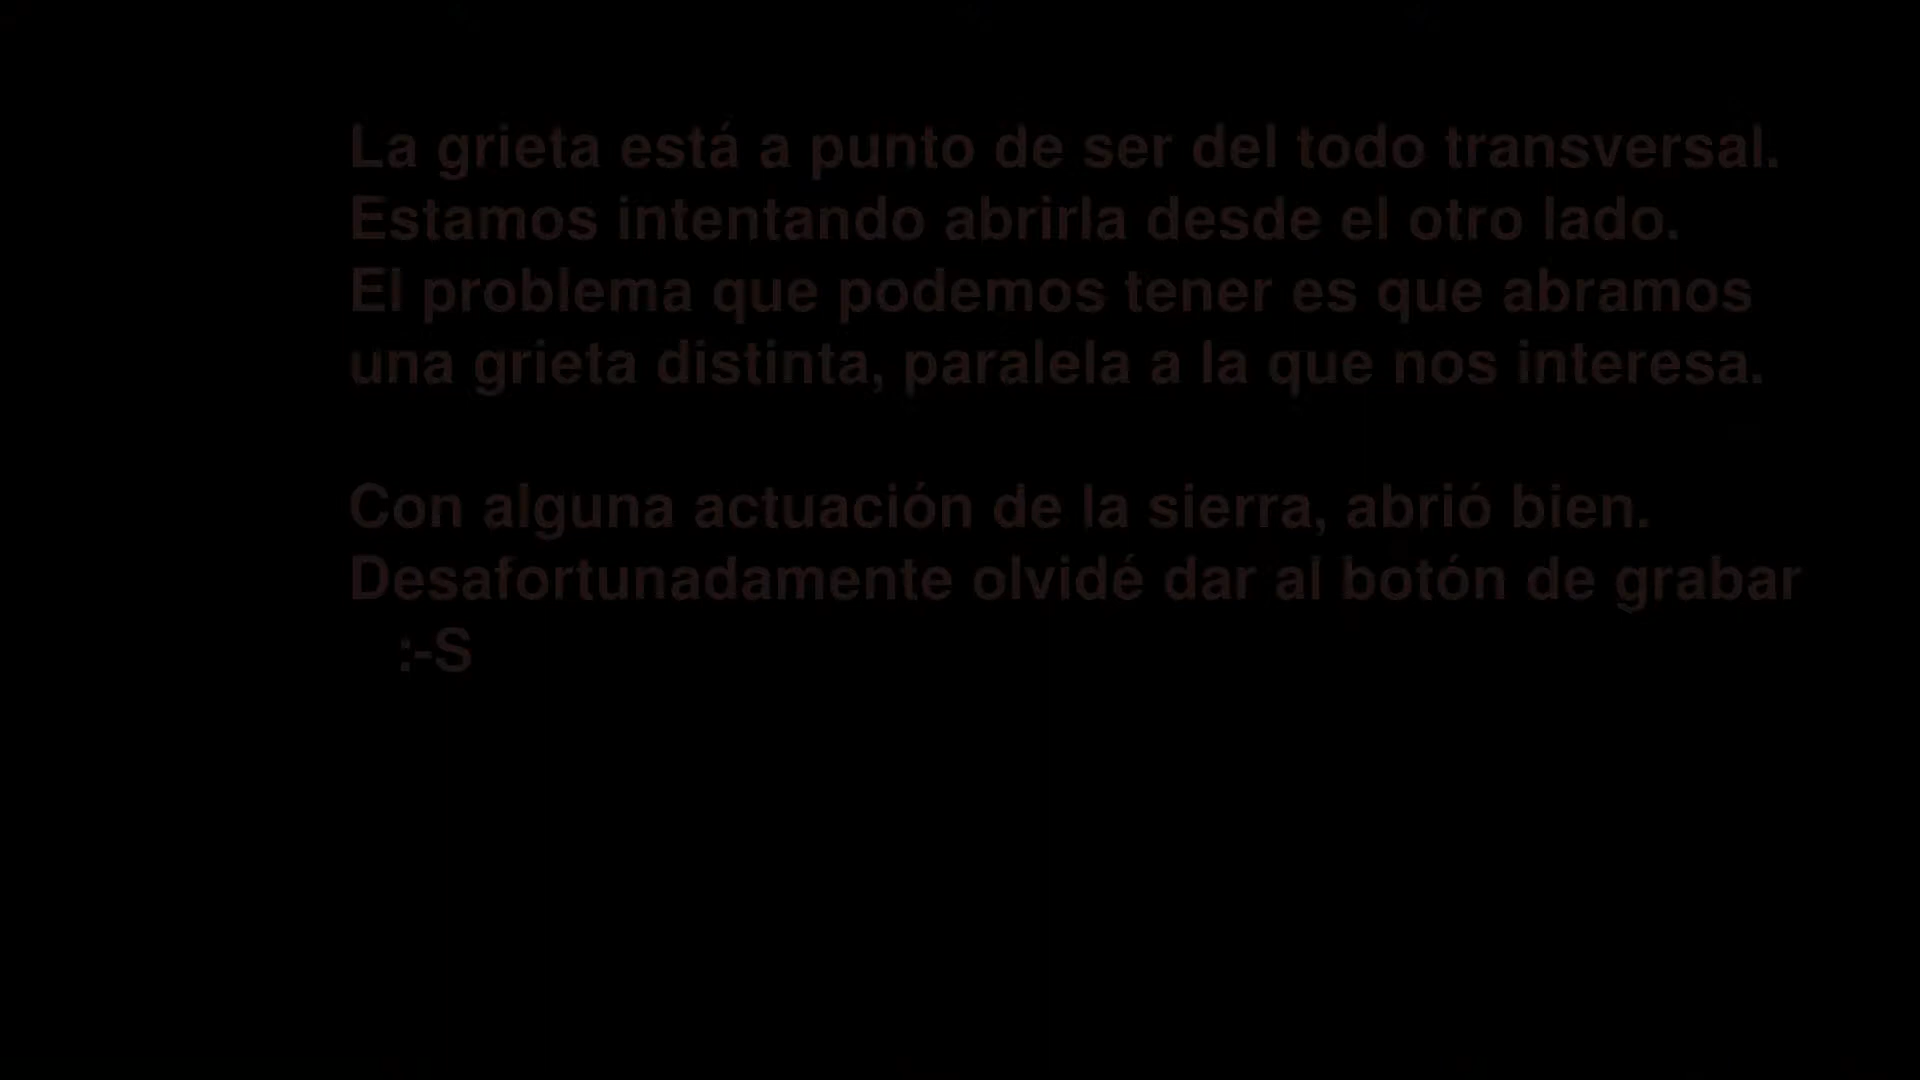 La grieta está a punto de ser del todo transversal.
Estamos intentando abrirla desde el otro lado.
El problema que podemos tener es que abramos
una grieta distinta, paralela a la que nos interesa.
Con alguna actuación de la sierra, abrió bien.
Desafortunadamente olvidé dar al botón de grabar
:-S